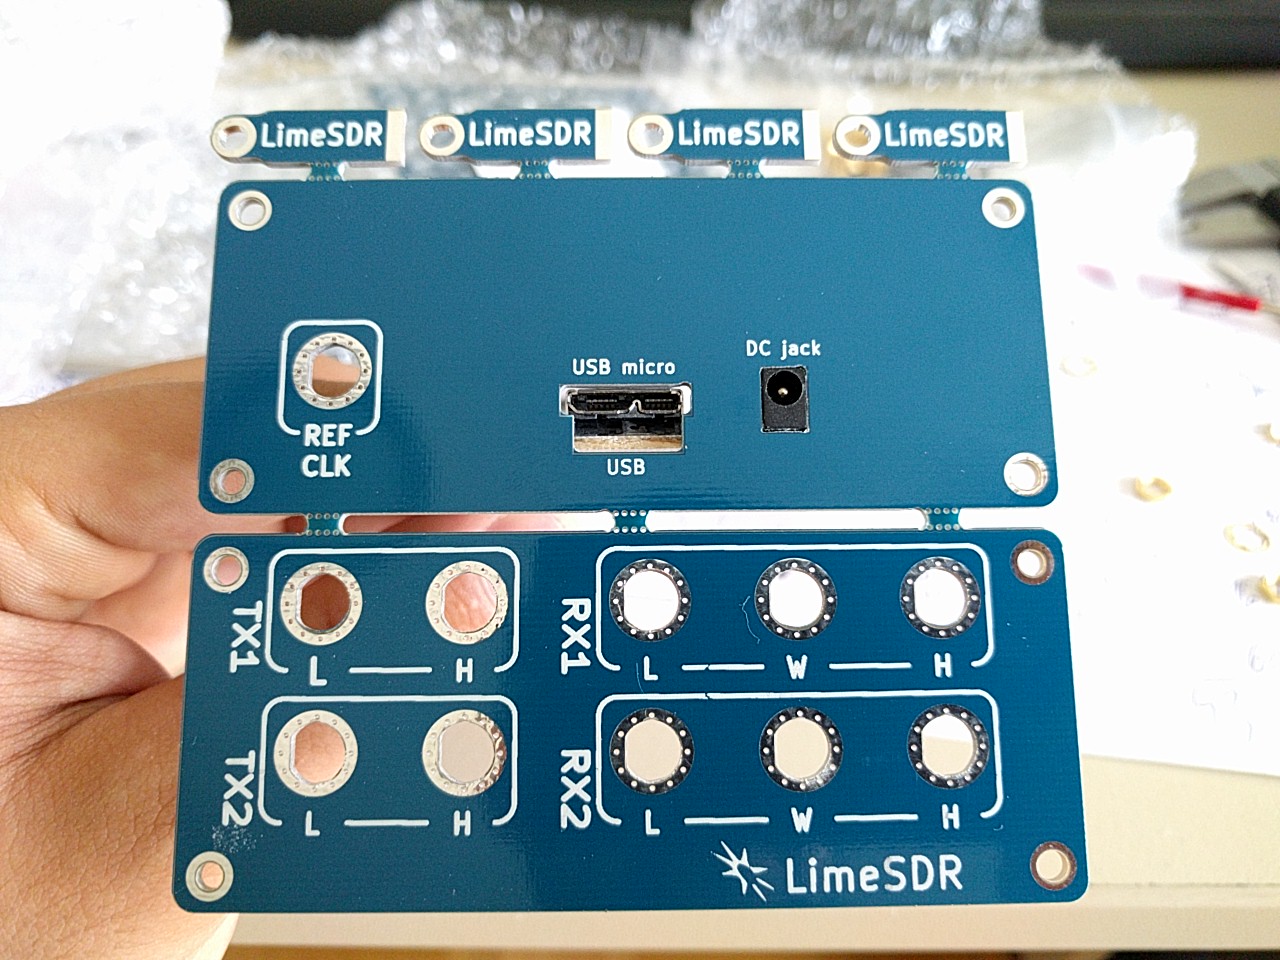 LimeSDR
LimeSDR
LimeSDR
LimeSDR
REF
CLK
USB micro
USB
DC jack
TX1
L H
RX1
L W H
TX2
L H
RX2
L W H
LimeSDR